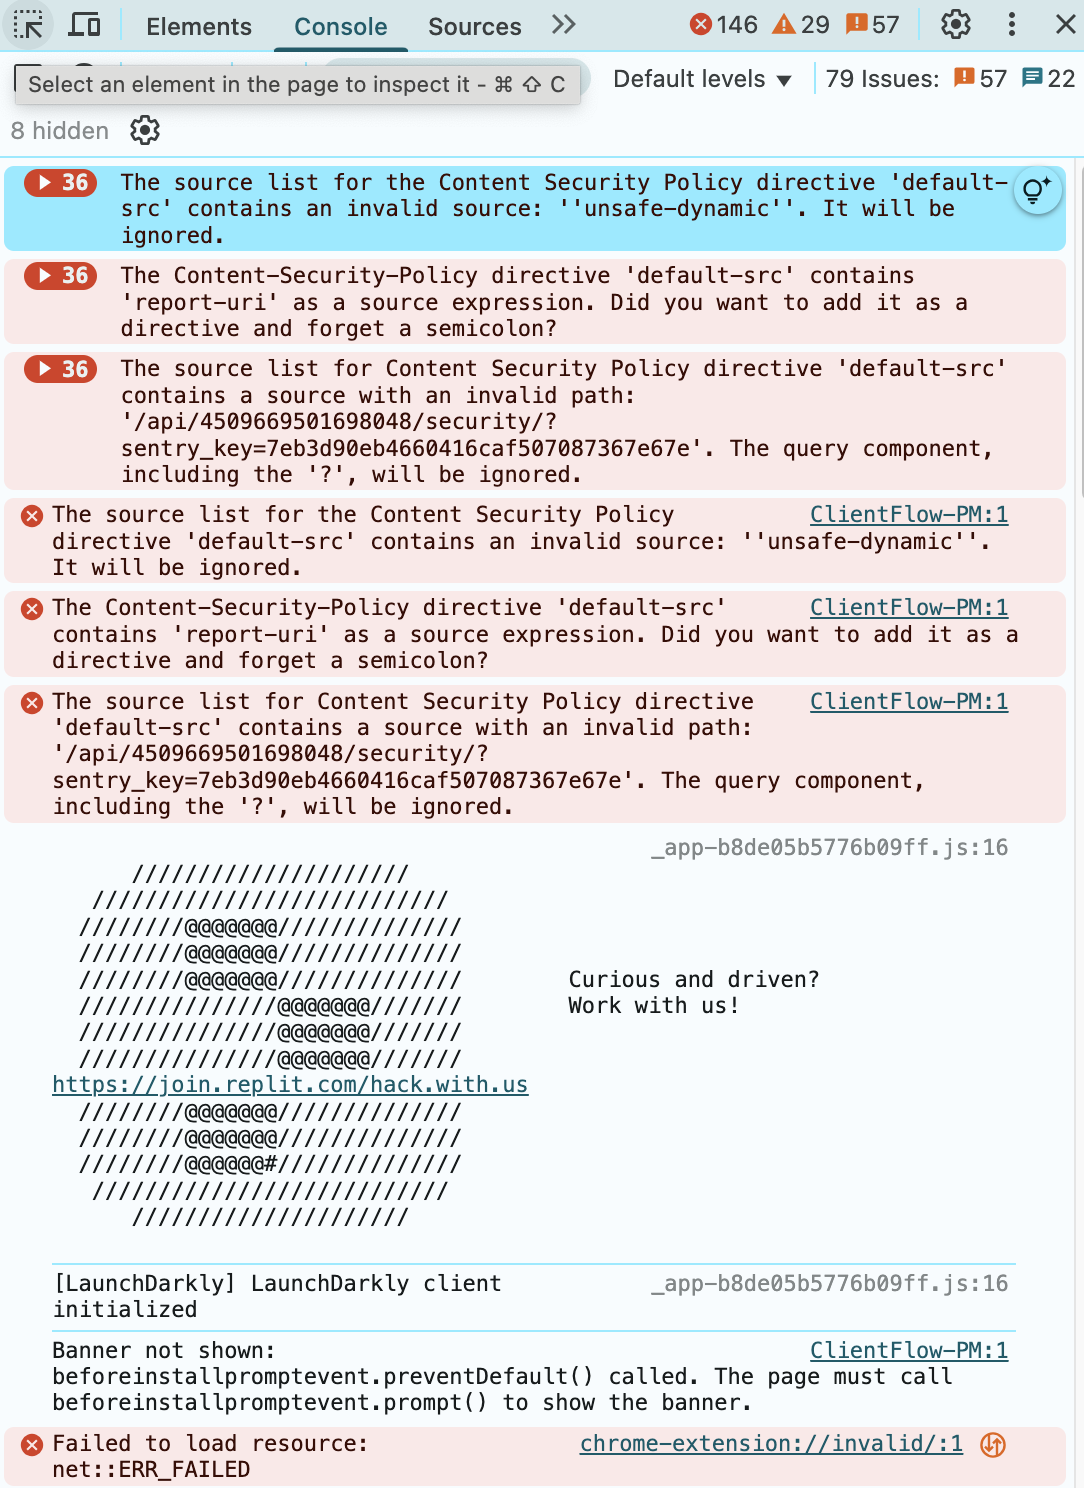 Elements Console Sources 146 29 57
Select an element in the page to inspect it - ⌘ ⇧ C Default levels ▼ 79 Issues: 57 22
8 hidden
36 The source list for the Content Security Policy directive 'default-
src' contains an invalid source: ''unsafe-dynamic''. It will be
ignored.
36 The Content-Security-Policy directive 'default-src' contains
'report-uri' as a source expression. Did you want to add it as a
directive and forget a semicolon?
36 The source list for Content Security Policy directive 'default-src'
contains a source with an invalid path:
'/api/4509669501698048/security/?
sentry_key=7eb3d90eb4660416caf507087367e67e'. The query component,
including the '?', will be ignored.
The source list for the Content Security Policy ClientFlow-PM:1
directive 'default-src' contains an invalid source: ''unsafe-dynamic''.
It will be ignored.
The Content-Security-Policy directive 'default-src' ClientFlow-PM:1
contains 'report-uri' as a source expression. Did you want to add it as a
directive and forget a semicolon?
The source list for Content Security Policy directive ClientFlow-PM:1
'default-src' contains a source with an invalid path:
'/api/4509669501698048/security/?
sentry_key=7eb3d90eb4660416caf507087367e67e'. The query component,
including the '?', will be ignored.
_app-b8de05b5776b09ff.js:16
/////////////////////
///////////////////////////
////////@@@@@@@//////////////
////////@@@@@@@//////////////
////////@@@@@@@////////////// Curious and driven?
///////////////@@@@@@@/////// Work with us!
///////////////@@@@@@@///////
///////////////@@@@@@@///////
https://join.replit.com/hack.with.us
////////@@@@@@@//////////////
////////@@@@@@@//////////////
////////@@@@@@#//////////////
///////////////////////////
/////////////////////
[LaunchDarkly] LaunchDarkly client _app-b8de05b5776b09ff.js:16
initialized
Banner not shown: ClientFlow-PM:1
beforeinstallpromptevent.preventDefault() called. The page must call
beforeinstallpromptevent.prompt() to show the banner.
Failed to load resource: chrome-extension://invalid/:1
net::ERR_FAILED